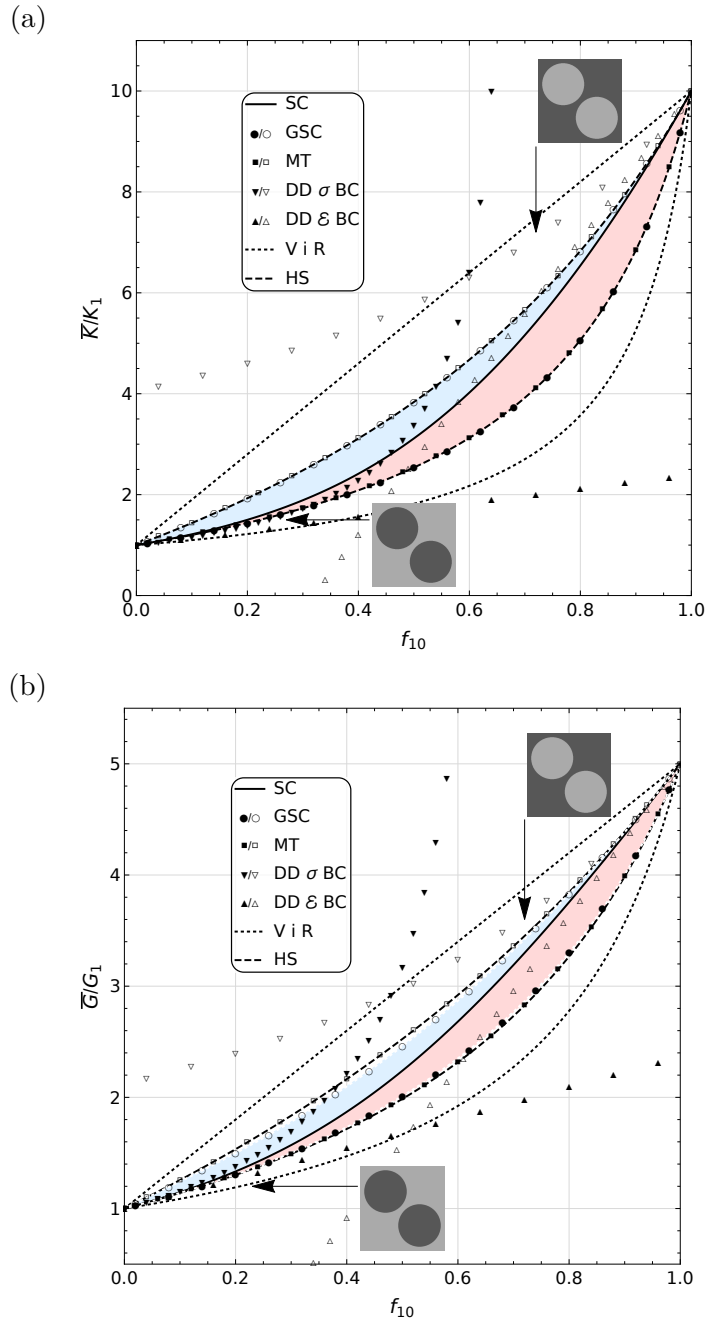 (a)
10
8
6
4
2
0
0.0 0.2 0.4 0.6 0.8 1.0
K̅/K₁
f₁₀
SC
●/○ GSC
▪/▫ MT
▼/▽ DD σ BC
▲/△ DD ℰ BC
V i R
HS
(b)
5
4
3
2
1
0.0 0.2 0.4 0.6 0.8 1.0
G̅/G₁
f₁₀
SC
●/○ GSC
▪/▫ MT
▼/▽ DD σ BC
▲/△ DD ℰ BC
V i R
HS